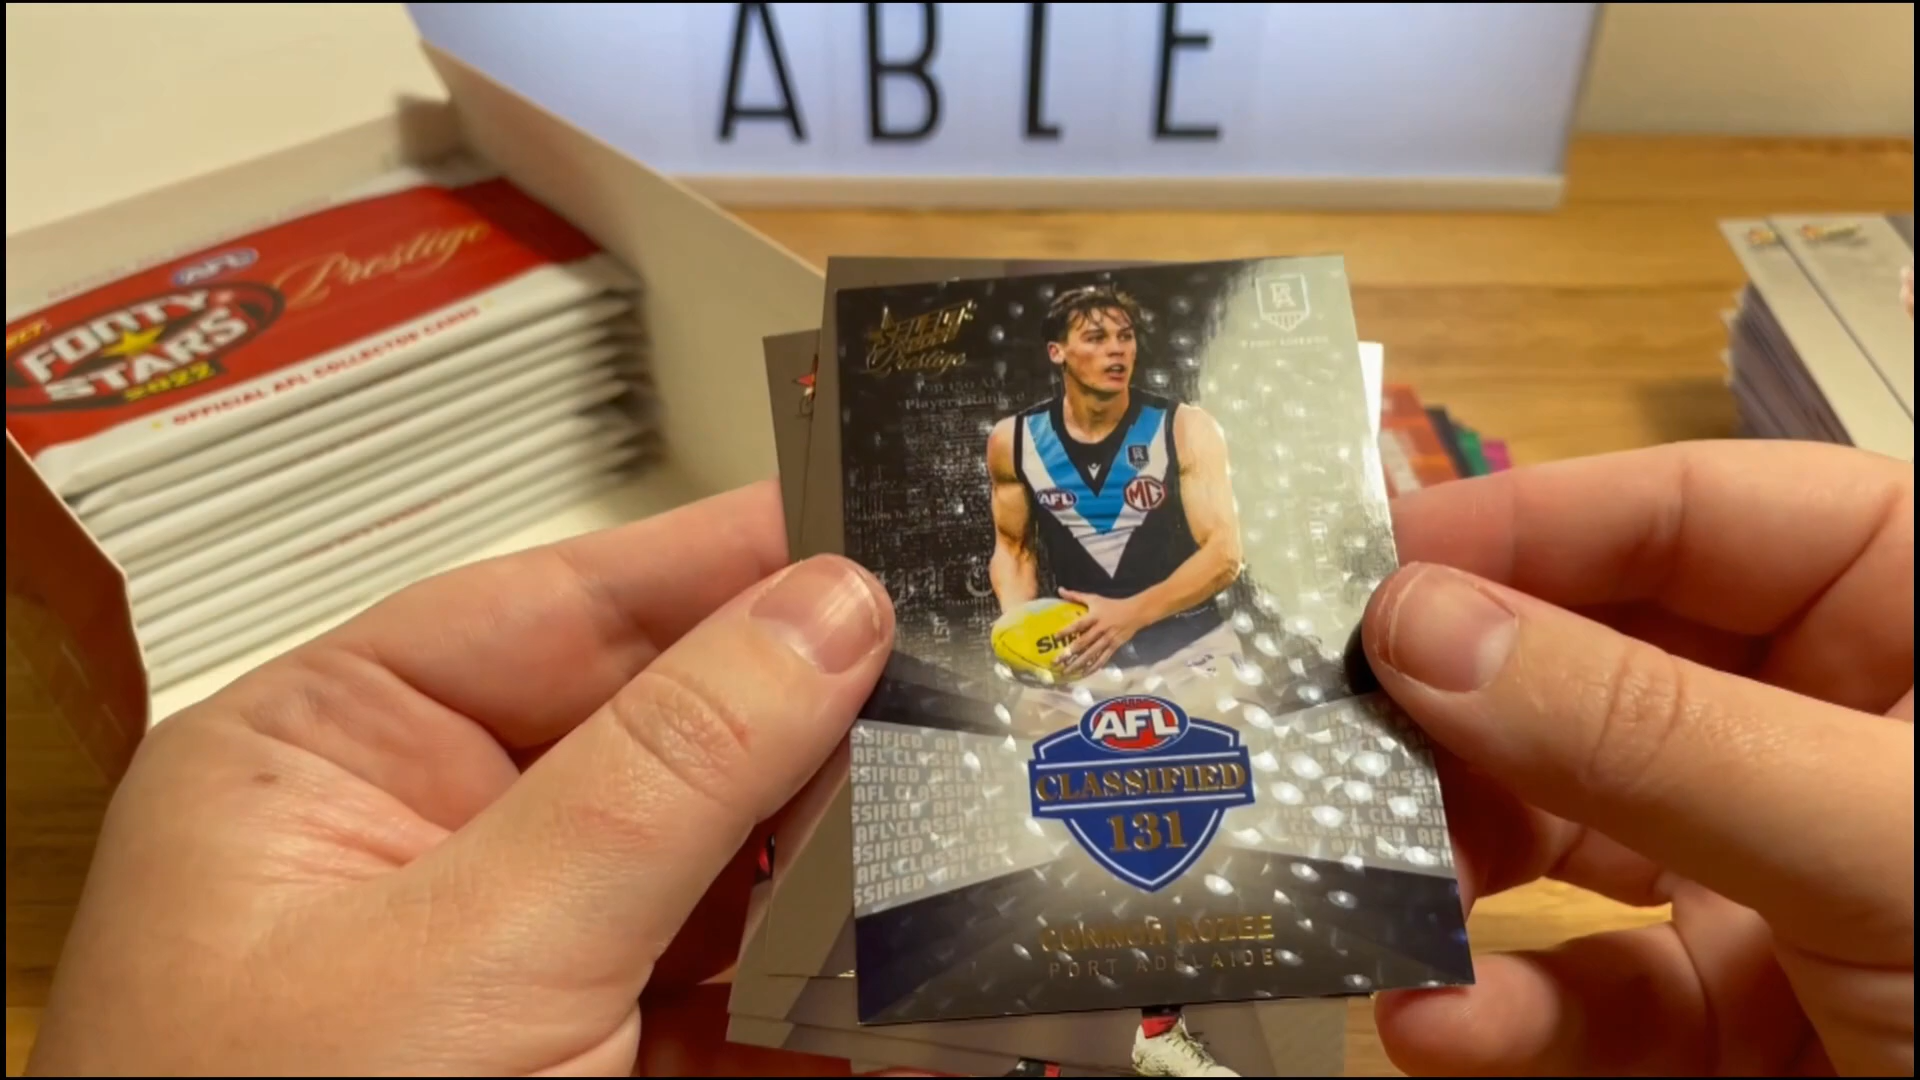 ABLE
AFL
Prestige
FOOTY
STARS
2022
OFFICIAL AFL COLLECTOR CARDS
SELECT
Prestige
Top 150 AFL
Players Ranked
AFL
MG
AFL
CLASSIFIED
131
CONNOR ROZEE
PORT ADELAIDE